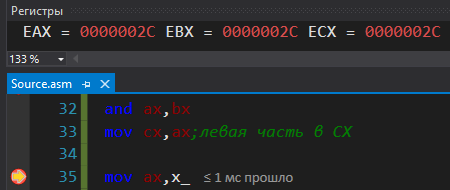 Регистры
EAX = 0000002C EBX = 0000002C ECX = 0000002C
133 %
Source.asm
32 and ax,bx
33 mov cx,ax;левая часть в CX
34
35 mov ax,x_ ≤ 1 мс прошло